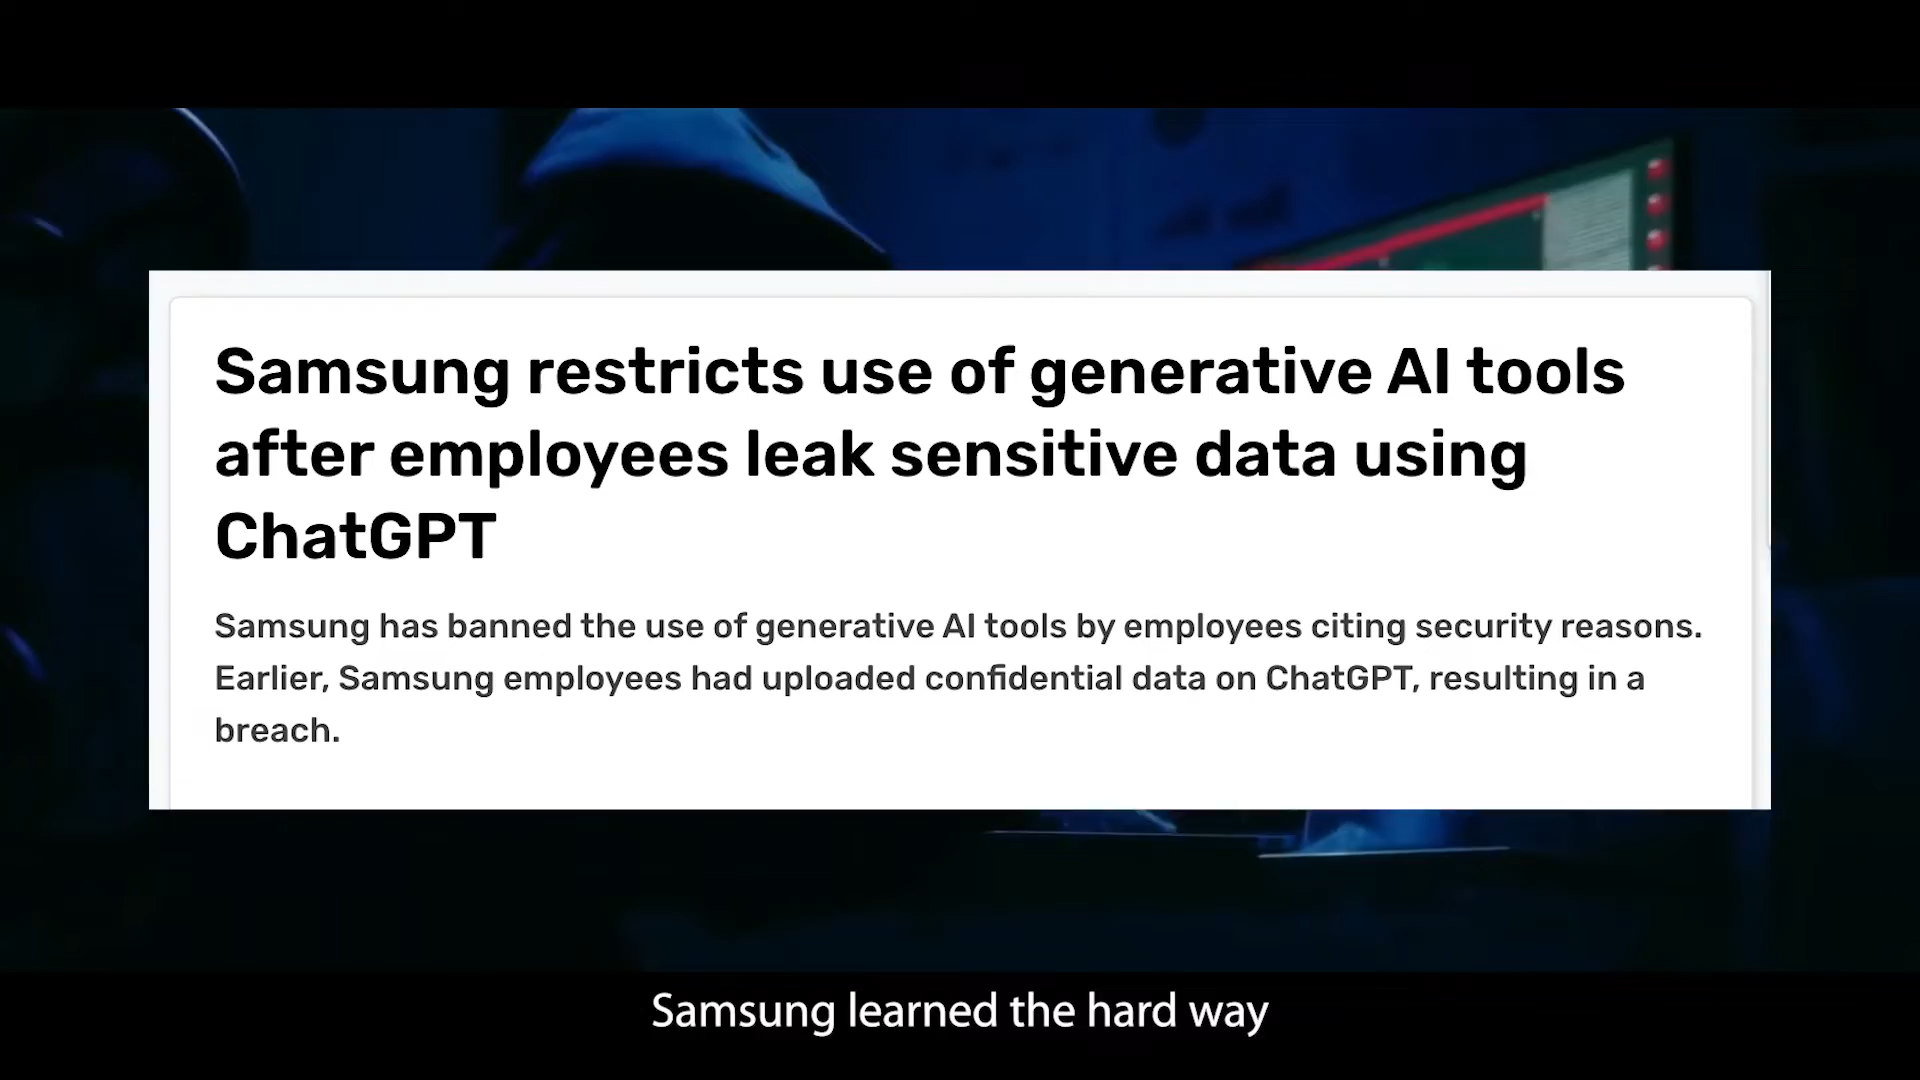 Samsung restricts use of generative AI tools
after employees leak sensitive data using
ChatGPT
Samsung has banned the use of generative AI tools by employees citing security reasons.
Earlier, Samsung employees had uploaded confidential data on ChatGPT, resulting in a
breach.
Samsung learned the hard way